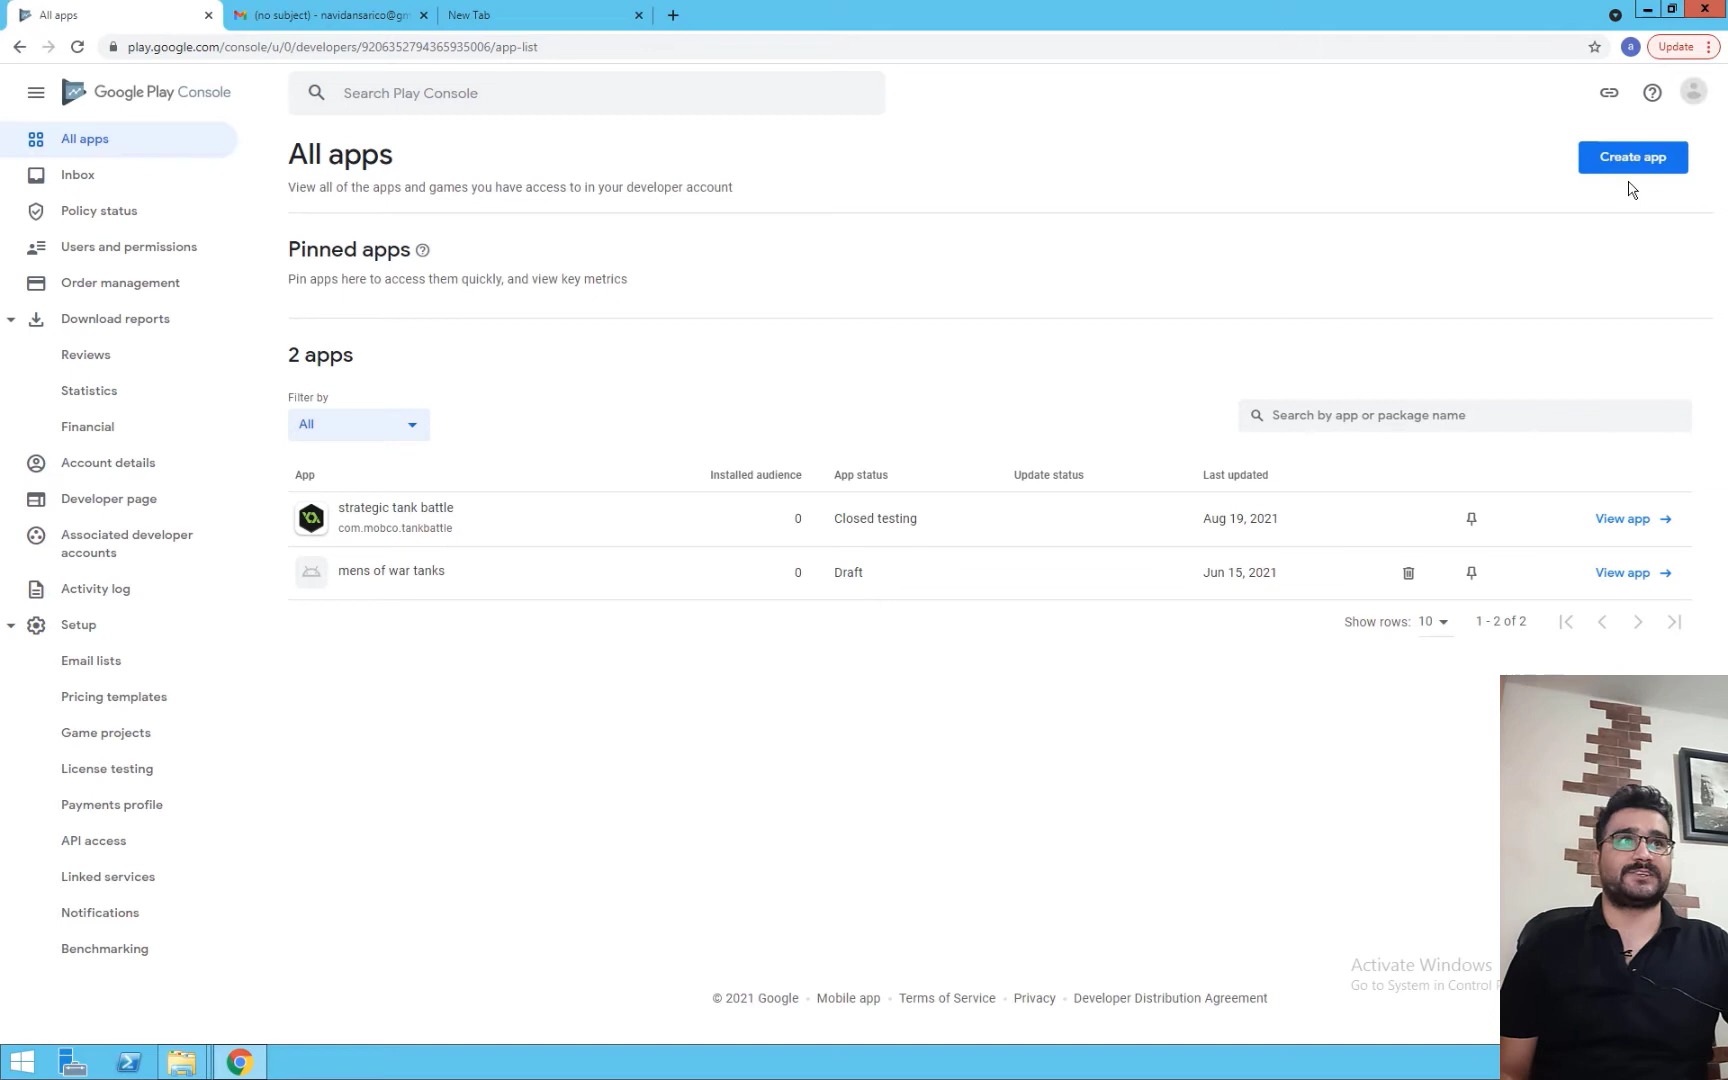 All apps
(no subject) - navidansarico@gm
New Tab
play.google.com/console/u/0/developers/9206352794365935006/app-list
a
Update
Google Play Console
Search Play Console
All apps
Inbox
Policy status
Users and permissions
Order management
Download reports
Reviews
Statistics
Financial
Account details
Developer page
Associated developer
accounts
Activity log
Setup
Email lists
Pricing templates
Game projects
License testing
Payments profile
API access
Linked services
Notifications
Benchmarking
All apps
Create app
View all of the apps and games you have access to in your developer account
Pinned apps
Pin apps here to access them quickly, and view key metrics
2 apps
Filter by
All
Search by app or package name
App Installed audience App status Update status Last updated
strategic tank battle
com.mobco.tankbattle
0 Closed testing Aug 19, 2021 View app
mens of war tanks 0 Draft Jun 15, 2021 View app
Show rows: 10 1 - 2 of 2
Activate Windows
Go to System in Control
© 2021 Google Mobile app Terms of Service Privacy Developer Distribution Agreement